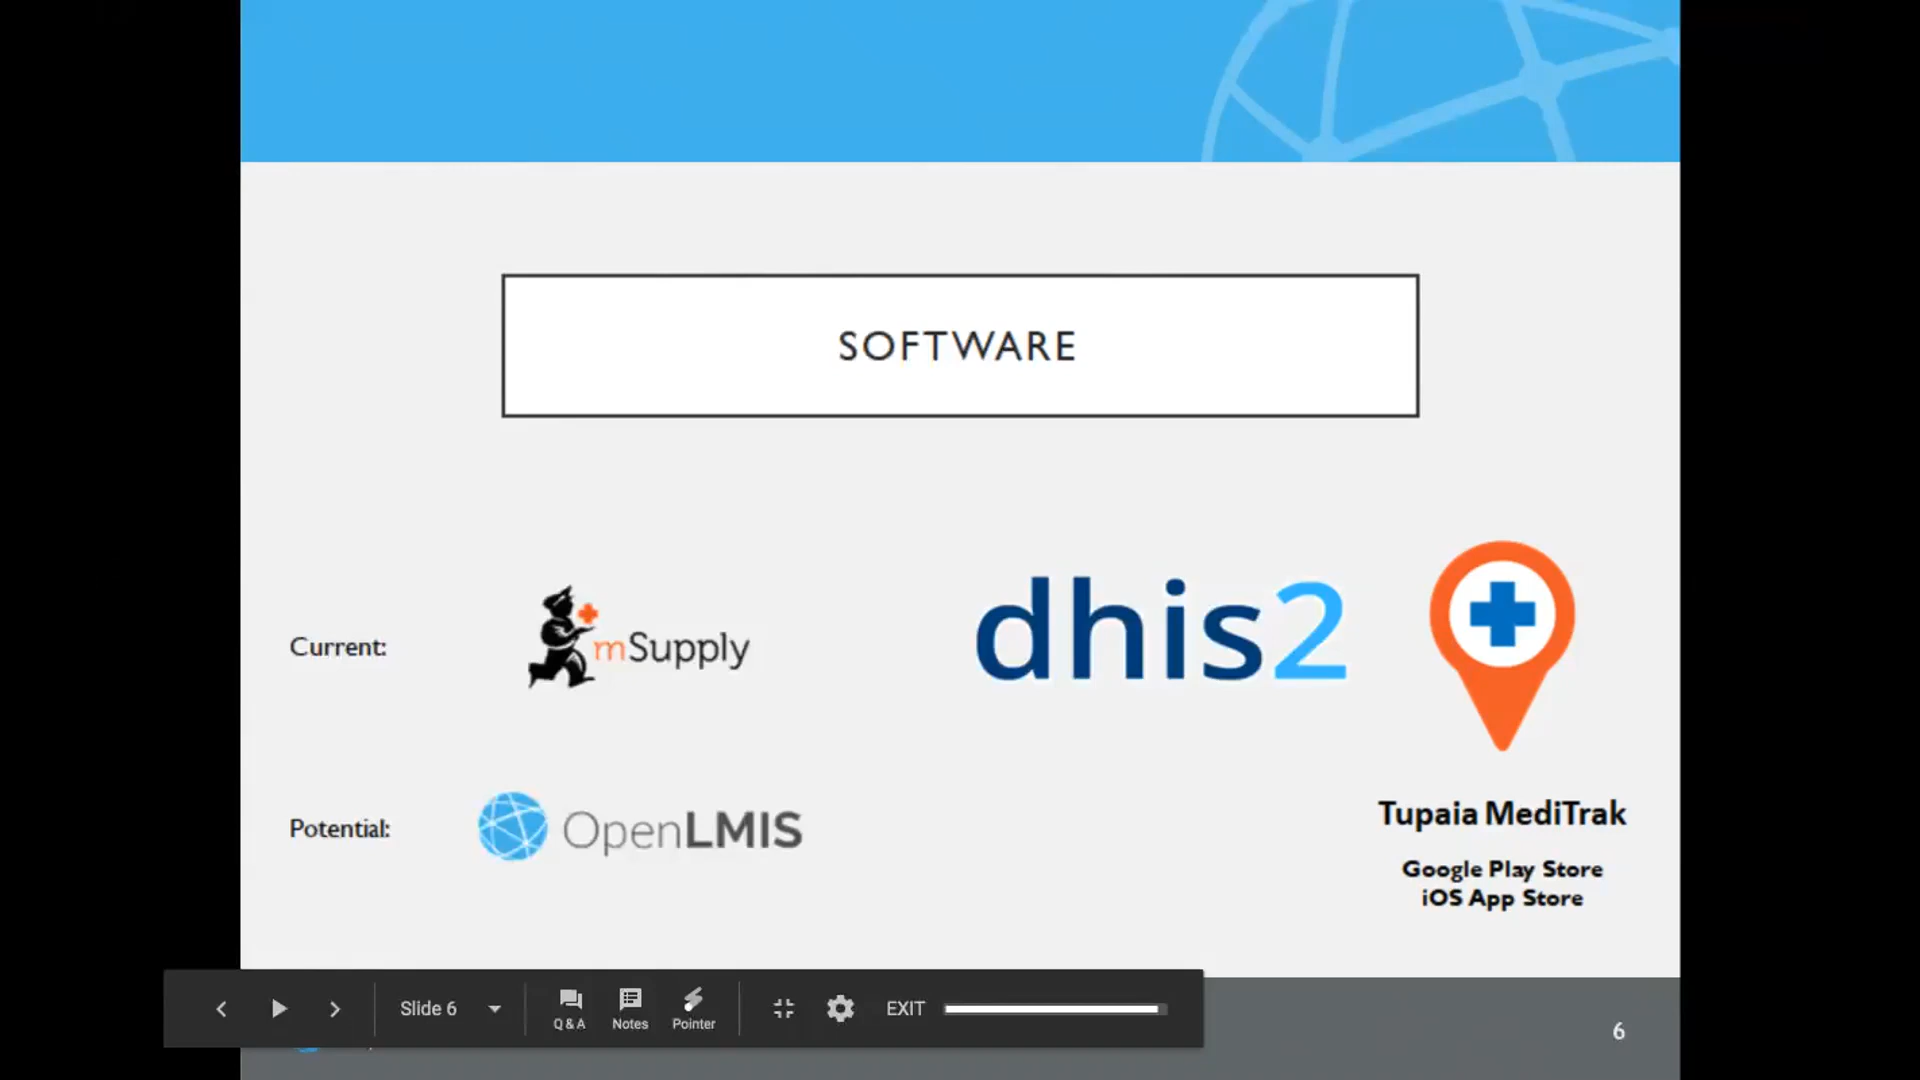 SOFTWARE
Current:
mSupply
dhis2
Potential:
OpenLMIS
Tupaia MediTrak
Google Play Store
iOS App Store
Slide 6
Q & A
Notes
Pointer
EXIT
6